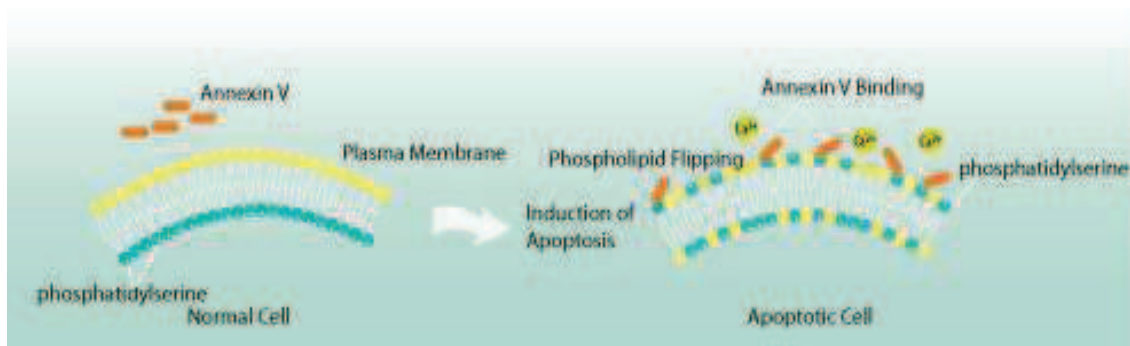 Annexin V
Plasma Membrane
phosphatidylserine
Normal Cell
Induction of
Apoptosis
Annexin V Binding
Phospholipid Flipping
phosphatidylserine
Apoptotic Cell